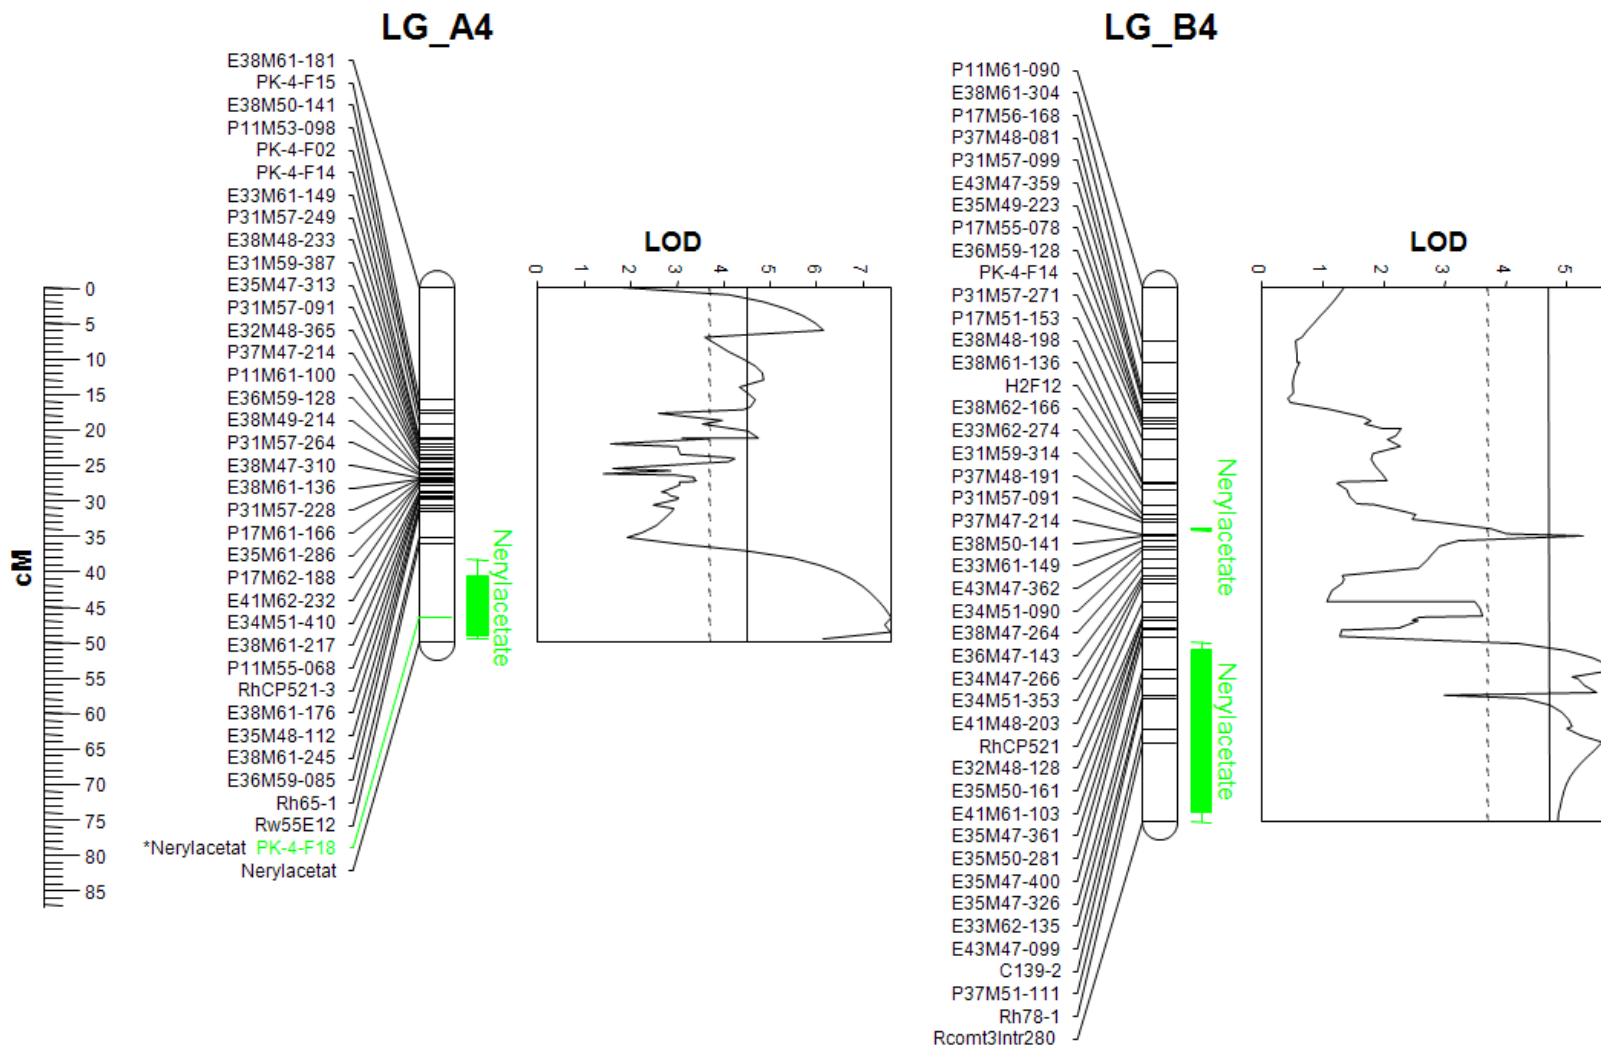 LG_A4
E38M61-181
PK-4-F15
E38M50-141
P11M53-098
PK-4-F02
PK-4-F14
E33M61-149
P31M57-249
E38M48-233
E31M59-387
E35M47-313
P31M57-091
E32M48-365
P37M47-214
P11M61-100
E36M59-128
E38M49-214
P31M57-264
E38M47-310
E38M61-136
P31M57-228
P17M61-166
E35M61-286
P17M62-188
E41M62-232
E34M51-410
E38M61-217
P11M55-068
RhCP521-3
E38M61-176
E35M48-112
E38M61-245
E36M59-085
Rh65-1
Rw55E12
*Nerylacetat PK-4-F18
Nerylacetat
cM
0
5
10
15
20
25
30
35
40
45
50
55
60
65
70
75
80
85
Nerylacetate
LOD
0 1 2 3 4 5 6 7
LG_B4
P11M61-090
E38M61-304
P17M56-168
P37M48-081
P31M57-099
E43M47-359
E35M49-223
P17M55-078
E36M59-128
PK-4-F14
P31M57-271
P17M51-153
E38M48-198
E38M61-136
H2F12
E38M62-166
E33M62-274
E31M59-314
P37M48-191
P31M57-091
P37M47-214
E38M50-141
E33M61-149
E43M47-362
E34M51-090
E38M47-264
E36M47-143
E34M47-266
E34M51-353
E41M48-203
RhCP521
E32M48-128
E35M50-161
E41M61-103
E35M47-361
E35M50-281
E35M47-400
E35M47-326
E33M62-135
E43M47-099
C139-2
P37M51-111
Rh78-1
Rcomt3Intr280
Nerylacetate
Nerylacetate
LOD
0 1 2 3 4 5